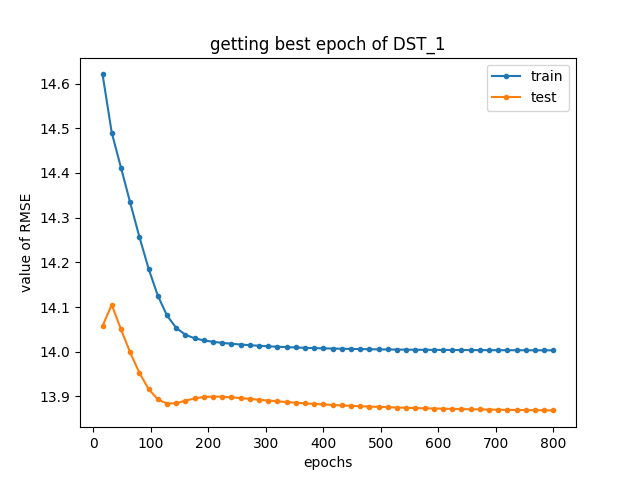 getting best epoch of DST_1
train
test
value of RMSE
14.6
14.5
14.4
14.3
14.2
14.1
14.0
13.9
0 100 200 300 400 500 600 700 800
epochs